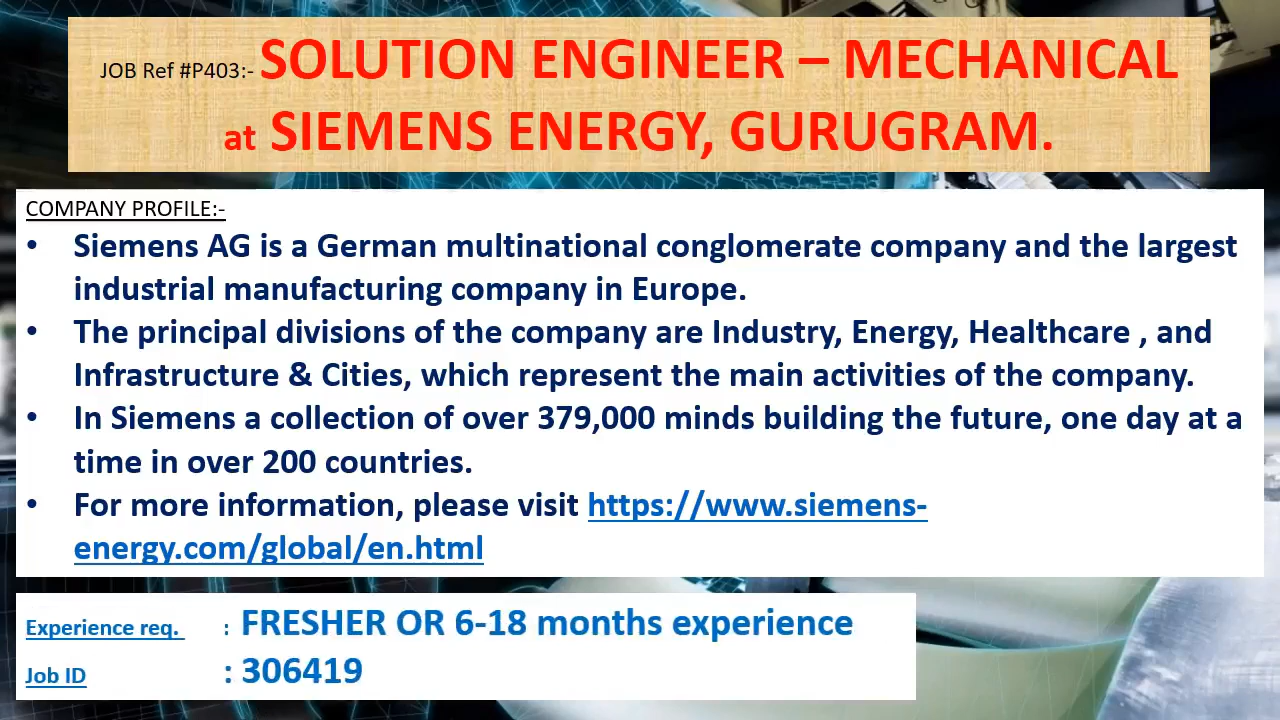 JOB Ref #P403:- SOLUTION ENGINEER – MECHANICAL
at SIEMENS ENERGY, GURUGRAM.
COMPANY PROFILE:-
• Siemens AG is a German multinational conglomerate company and the largest
industrial manufacturing company in Europe.
• The principal divisions of the company are Industry, Energy, Healthcare , and
Infrastructure & Cities, which represent the main activities of the company.
• In Siemens a collection of over 379,000 minds building the future, one day at a
time in over 200 countries.
• For more information, please visit https://www.siemens-
energy.com/global/en.html
Experience req. : FRESHER OR 6-18 months experience
Job ID : 306419